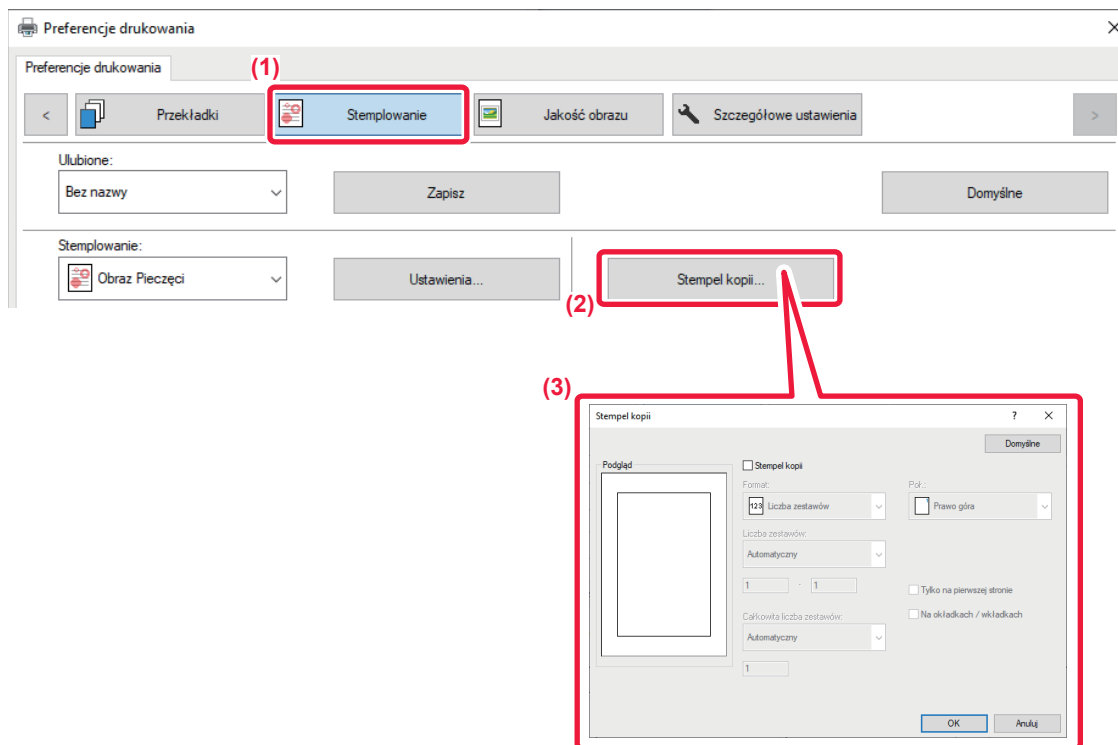 Preferencje drukowania
Preferencje drukowania
(1)
< Przekładki Stemplowanie Jakość obrazu Szczegółowe ustawienia >
Ulubione:
Bez nazwy Zapisz Domyślne
Stemplowanie:
Obraz Pieczęci Ustawienia... Stempel kopii...
(2)
(3)
Stempel kopii ?
Domyślne
Podgląd Stempel kopii
Format: Poł.:
123 Liczba zestawów Prawo góra
Liczba zestawów:
Automatyczny
1 - 1 Tylko na pierwszej stronie
Całkowita liczba zestawów: Na okładkach / wkładkach
Automatyczny
1
OK Anuluj